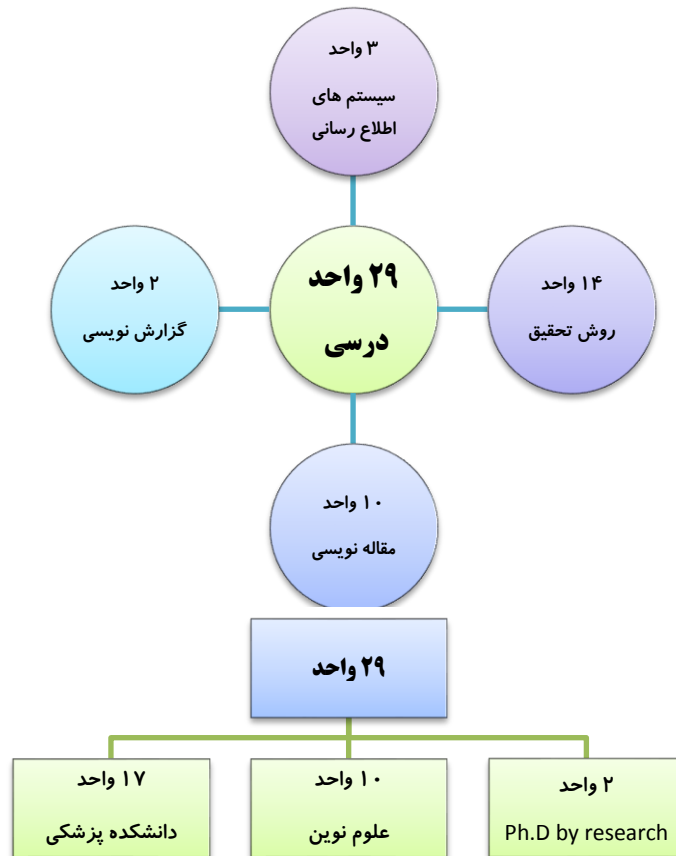 ۳ واحد
سیستم های
اطلاع رسانی
۲۹ واحد
درسی
۱۴ واحد
روش تحقیق
۲ واحد
گزارش نویسی
۱۰ واحد
مقاله نویسی
۲۹ واحد
۲ واحد
Ph.D by research
۱۰ واحد
علوم نوین
۱۷ واحد
دانشکده پزشکی